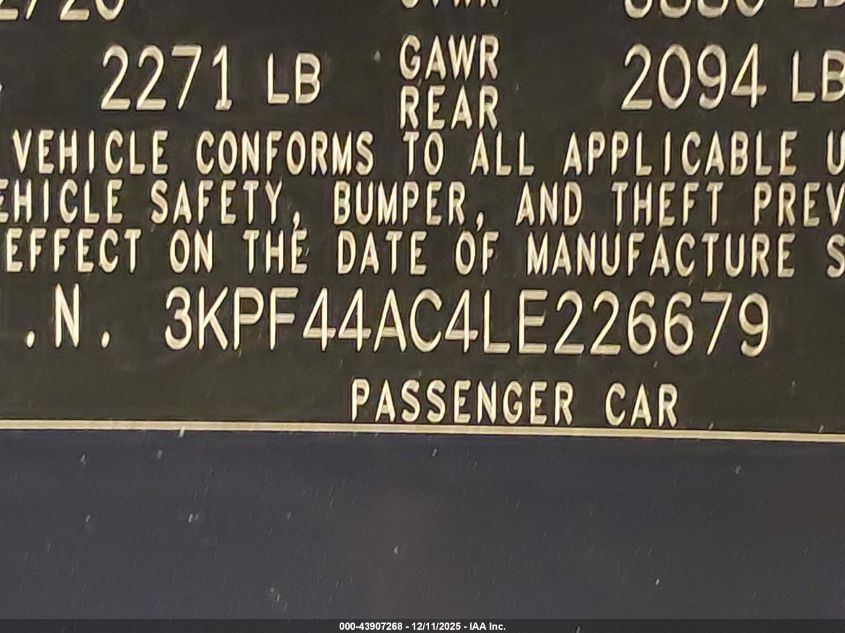 2271 LB GAWR REAR 2094 LB
VEHICLE CONFORMS TO ALL APPLICABLE U
EHICLE SAFETY, BUMPER, AND THEFT PREV
EFFECT ON THE DATE OF MANUFACTURE S
.N. 3KPF44AC4LE226679
PASSENGER CAR
000-43907268 - 12/11/2025 - IAA Inc.